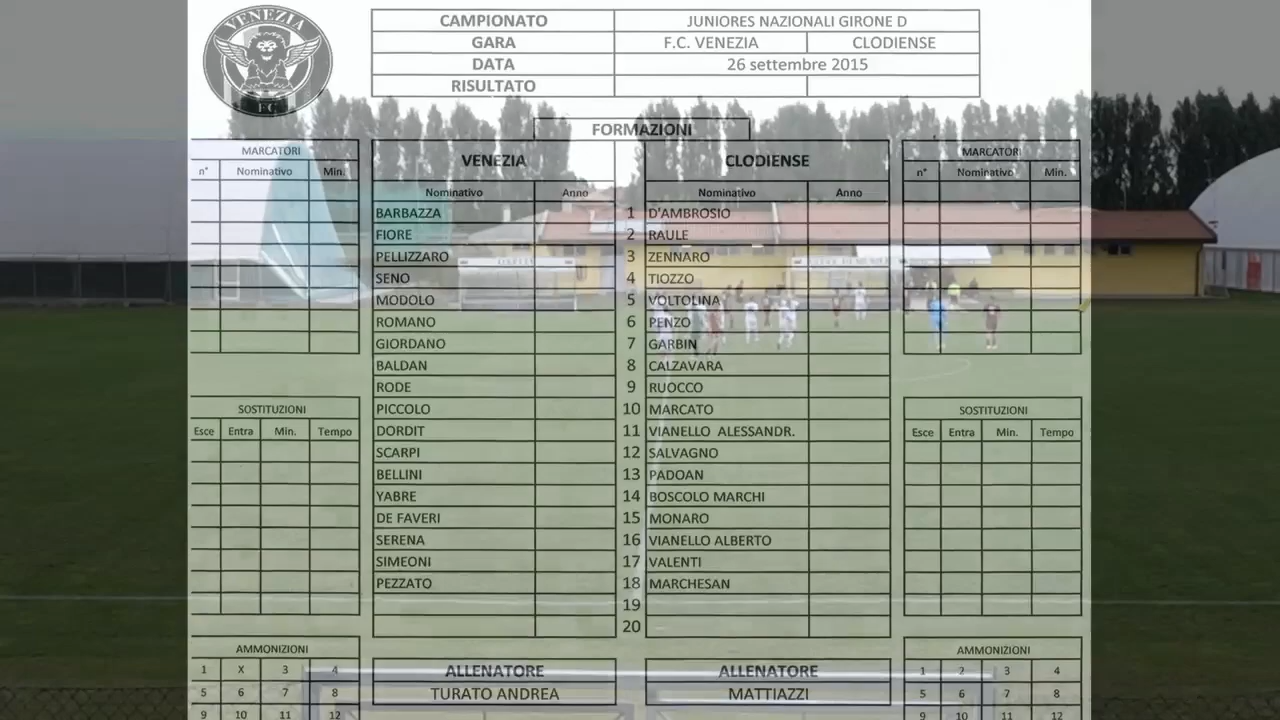 VENEZIA
F C
CAMPIONATO JUNIORES NAZIONALI GIRONE D
GARA F.C. VENEZIA CLODIENSE
DATA 26 settembre 2015
RISULTATO
FORMAZIONI
MARCATORI
n° Nominativo Min.
VENEZIA CLODIENSE
Nominativo Anno Nominativo Anno
MARCATORI
n° Nominativo Min.
BARBAZZA 1 D'AMBROSIO
FIORE 2 RAULE
PELLIZZARO 3 ZENNARO
SENO 4 TIOZZO
MODOLO 5 VOLTOLINA
ROMANO 6 PENZO
GIORDANO 7 GARBIN
BALDAN 8 CALZAVARA
RODE 9 RUOCCO
PICCOLO 10 MARCATO
DORDIT 11 VIANELLO ALESSANDR.
SCARPI 12 SALVAGNO
BELLINI 13 PADOAN
YABRE 14 BOSCOLO MARCHI
DE FAVERI 15 MONARO
SERENA 16 VIANELLO ALBERTO
SIMEONI 17 VALENTI
PEZZATO 18 MARCHESAN
19
20
SOSTITUZIONI
Esce Entra Min. Tempo
SOSTITUZIONI
Esce Entra Min. Tempo
AMMONIZIONI
1 X 3 4
5 6 7 8
9 10 11 12
ALLENATORE ALLENATORE
TURATO ANDREA MATTIAZZI
AMMONIZIONI
1 2 3 4
5 6 7 8
9 10 11 12